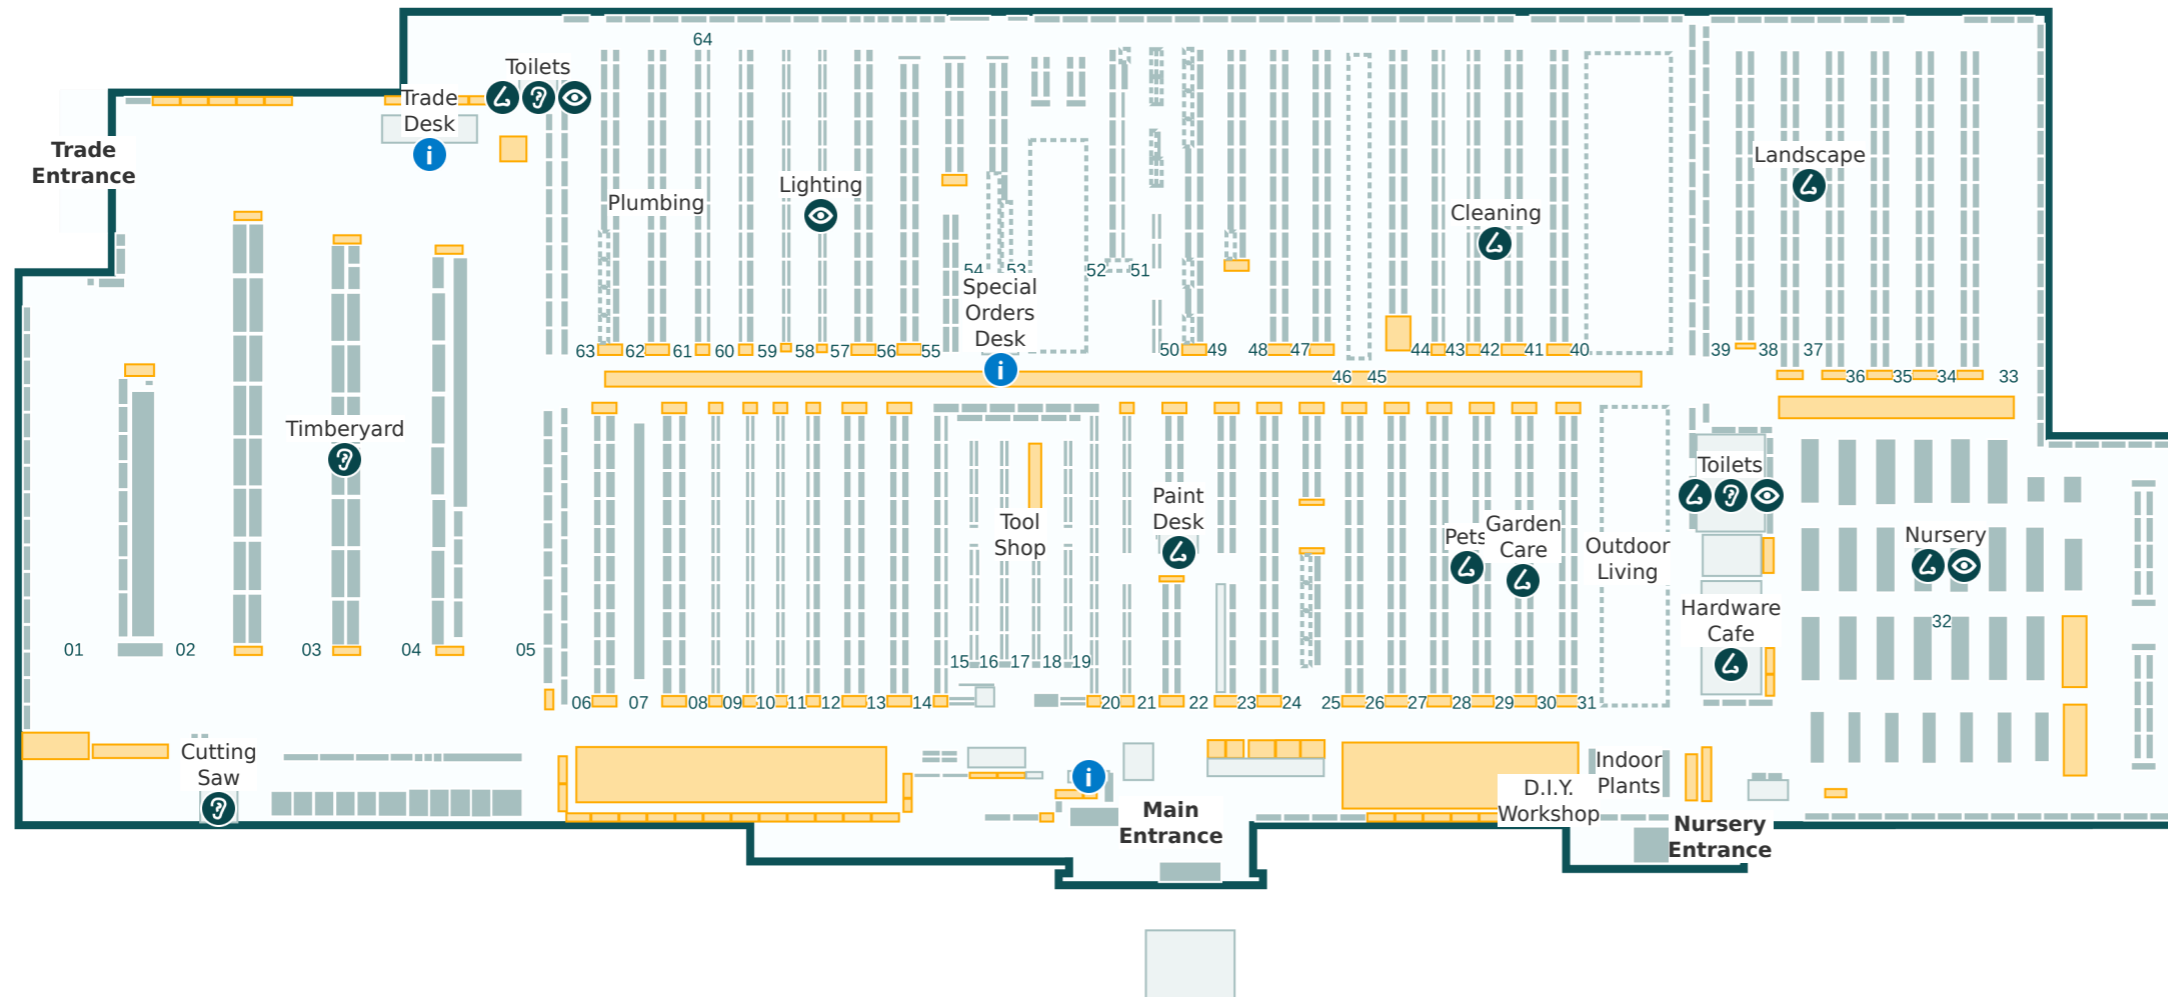 64
Toilets
Trade
Desk
i
Trade
Entrance
Landscape
Plumbing
Lighting
Cleaning
54
53
52
51
Special
Orders
Desk
i
63
62
61
60
59
58
57
56
55
50
49
48
47
44
43
42
41
40
39
38
37
46
45
36
35
34
33
Timberyard
Toilets
Tool
Shop
Paint
Desk
Pets
Garden
Care
Outdoor
Living
Nursery
Hardware
Cafe
32
01
02
03
04
05
15
16
17
18
19
06
07
08
09
10
11
12
13
14
20
21
22
23
24
25
26
27
28
29
30
31
Cutting
Saw
i
Indoor
Plants
D.I.Y.
Workshop
Main
Entrance
Nursery
Entrance